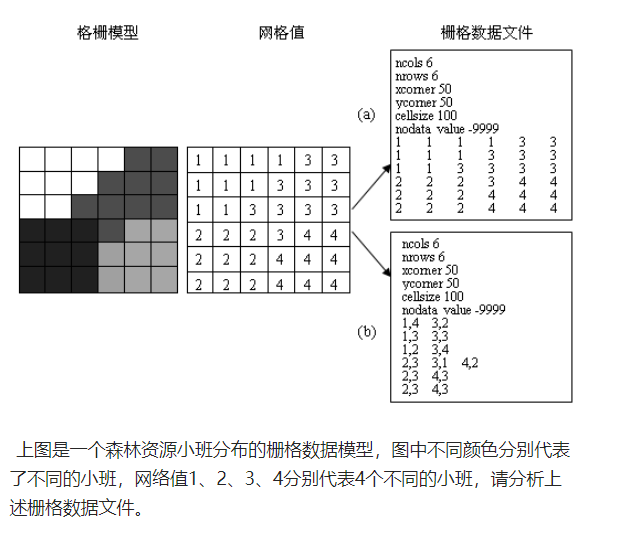 格栅模型
网格值
栅格数据文件
1 1 1 1 3 3
1 1 1 3 3 3
1 1 3 3 3 3
2 2 2 3 4 4
2 2 2 4 4 4
2 2 2 4 4 4
(a)
ncols 6
nrows 6
xcorner 50
ycorner 50
cellsize 100
nodata_value -9999
1 1 1 1 3 3
1 1 1 3 3 3
1 1 3 3 3 3
2 2 2 3 4 4
2 2 2 4 4 4
2 2 2 4 4 4
(b)
ncols 6
nrows 6
xcorner 50
ycorner 50
cellsize 100
nodata_value -9999
1,4 3,2
1,3 3,3
1,2 3,4
2,3 3,1 4,2
2,3 4,3
2,3 4,3
上图是一个森林资源小班分布的栅格数据模型，图中不同颜色分别代表
了不同的小班，网络值1、2、3、4分别代表4个不同的小班，请分析上
述栅格数据文件。